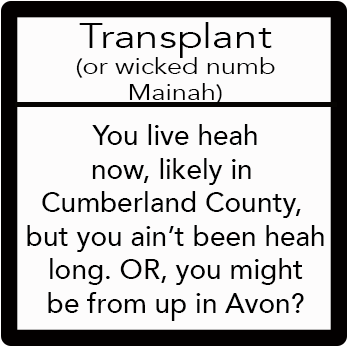 Transplant
(or wicked numb
Mainah)
You live heah
now, likely in
Cumberland County,
but you ain’t been heah
long. OR, you might
be from up in Avon?